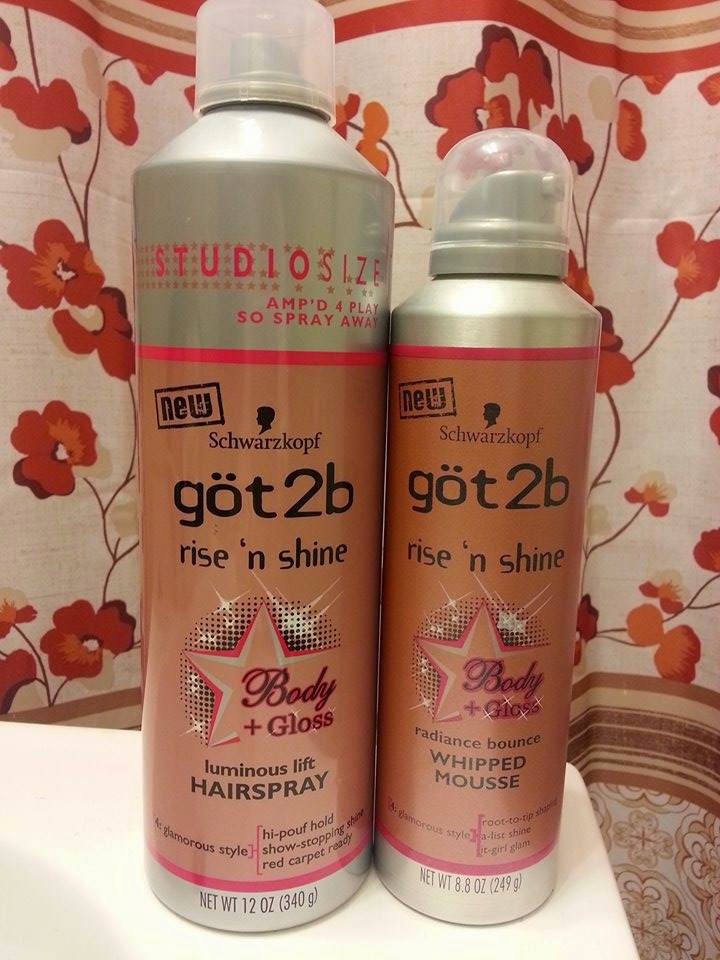 STUDIOSIZE
AMP'D 4 PLAY
SO SPRAY AWAY
new
Schwarzkopf
göt2b
rise 'n shine
Body
+ Gloss
luminous lift
HAIRSPRAY
4: glamorous style
hi-pouf hold
show-stopping shine
red carpet ready
NET WT 12 OZ (340 g)
new
Schwarzkopf
göt2b
rise 'n shine
Body
+ Gloss
radiance bounce
WHIPPED
MOUSSE
4: glamorous style
root-to-tip
a-list shine
it-girl glam
NET WT 8.8 OZ (249 g)